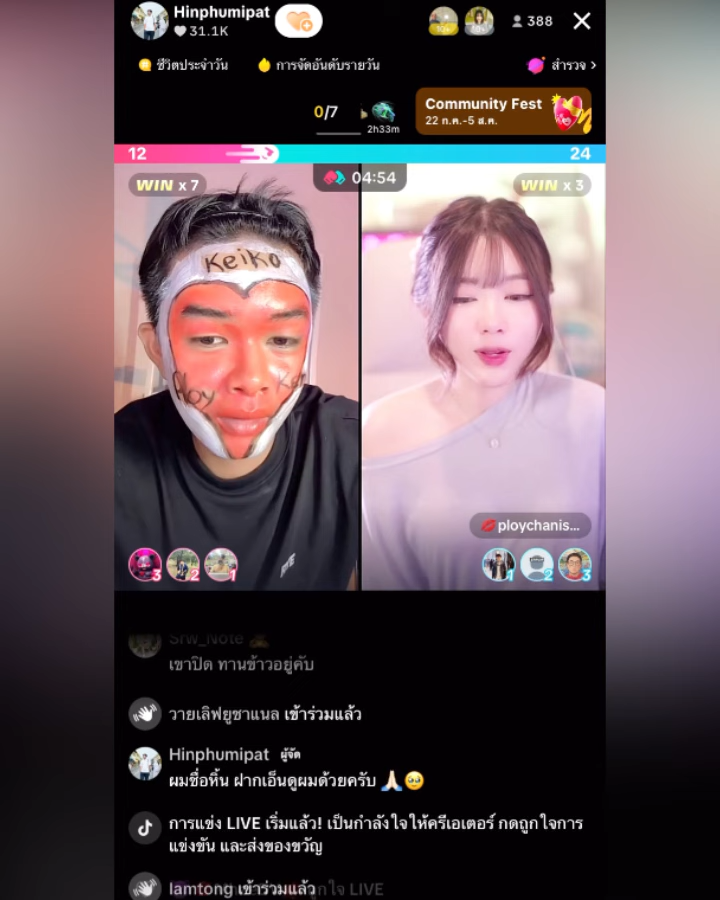 Hinphumipat
31.1K
388
ชีวิตประจำวัน
การจัดอันดับรายวัน
สำรวจ
0/7
2h33m
Community Fest
22 ก.ค.-5 ส.ค.
12
24
WIN x 7
04:54
WIN x 3
Keiko
Ploy
ploychanis...
3
2
1
1
2
3
Srw_Note
เขาปิด ทานข้าวอยู่คับ
วายเลิฟยูชาแนล เข้าร่วมแล้ว
Hinphumipat ผู้จัด
ผมชื่อหิ้น ฝากเอ็นดูผมด้วยครับ 🙏🏻🥹
การแข่ง LIVE เริ่มแล้ว! เป็นกำลังใจให้ครีเอเตอร์ กดถูกใจการ
แข่งขัน และส่งของขวัญ
lamtong เข้าร่วมแล้ว